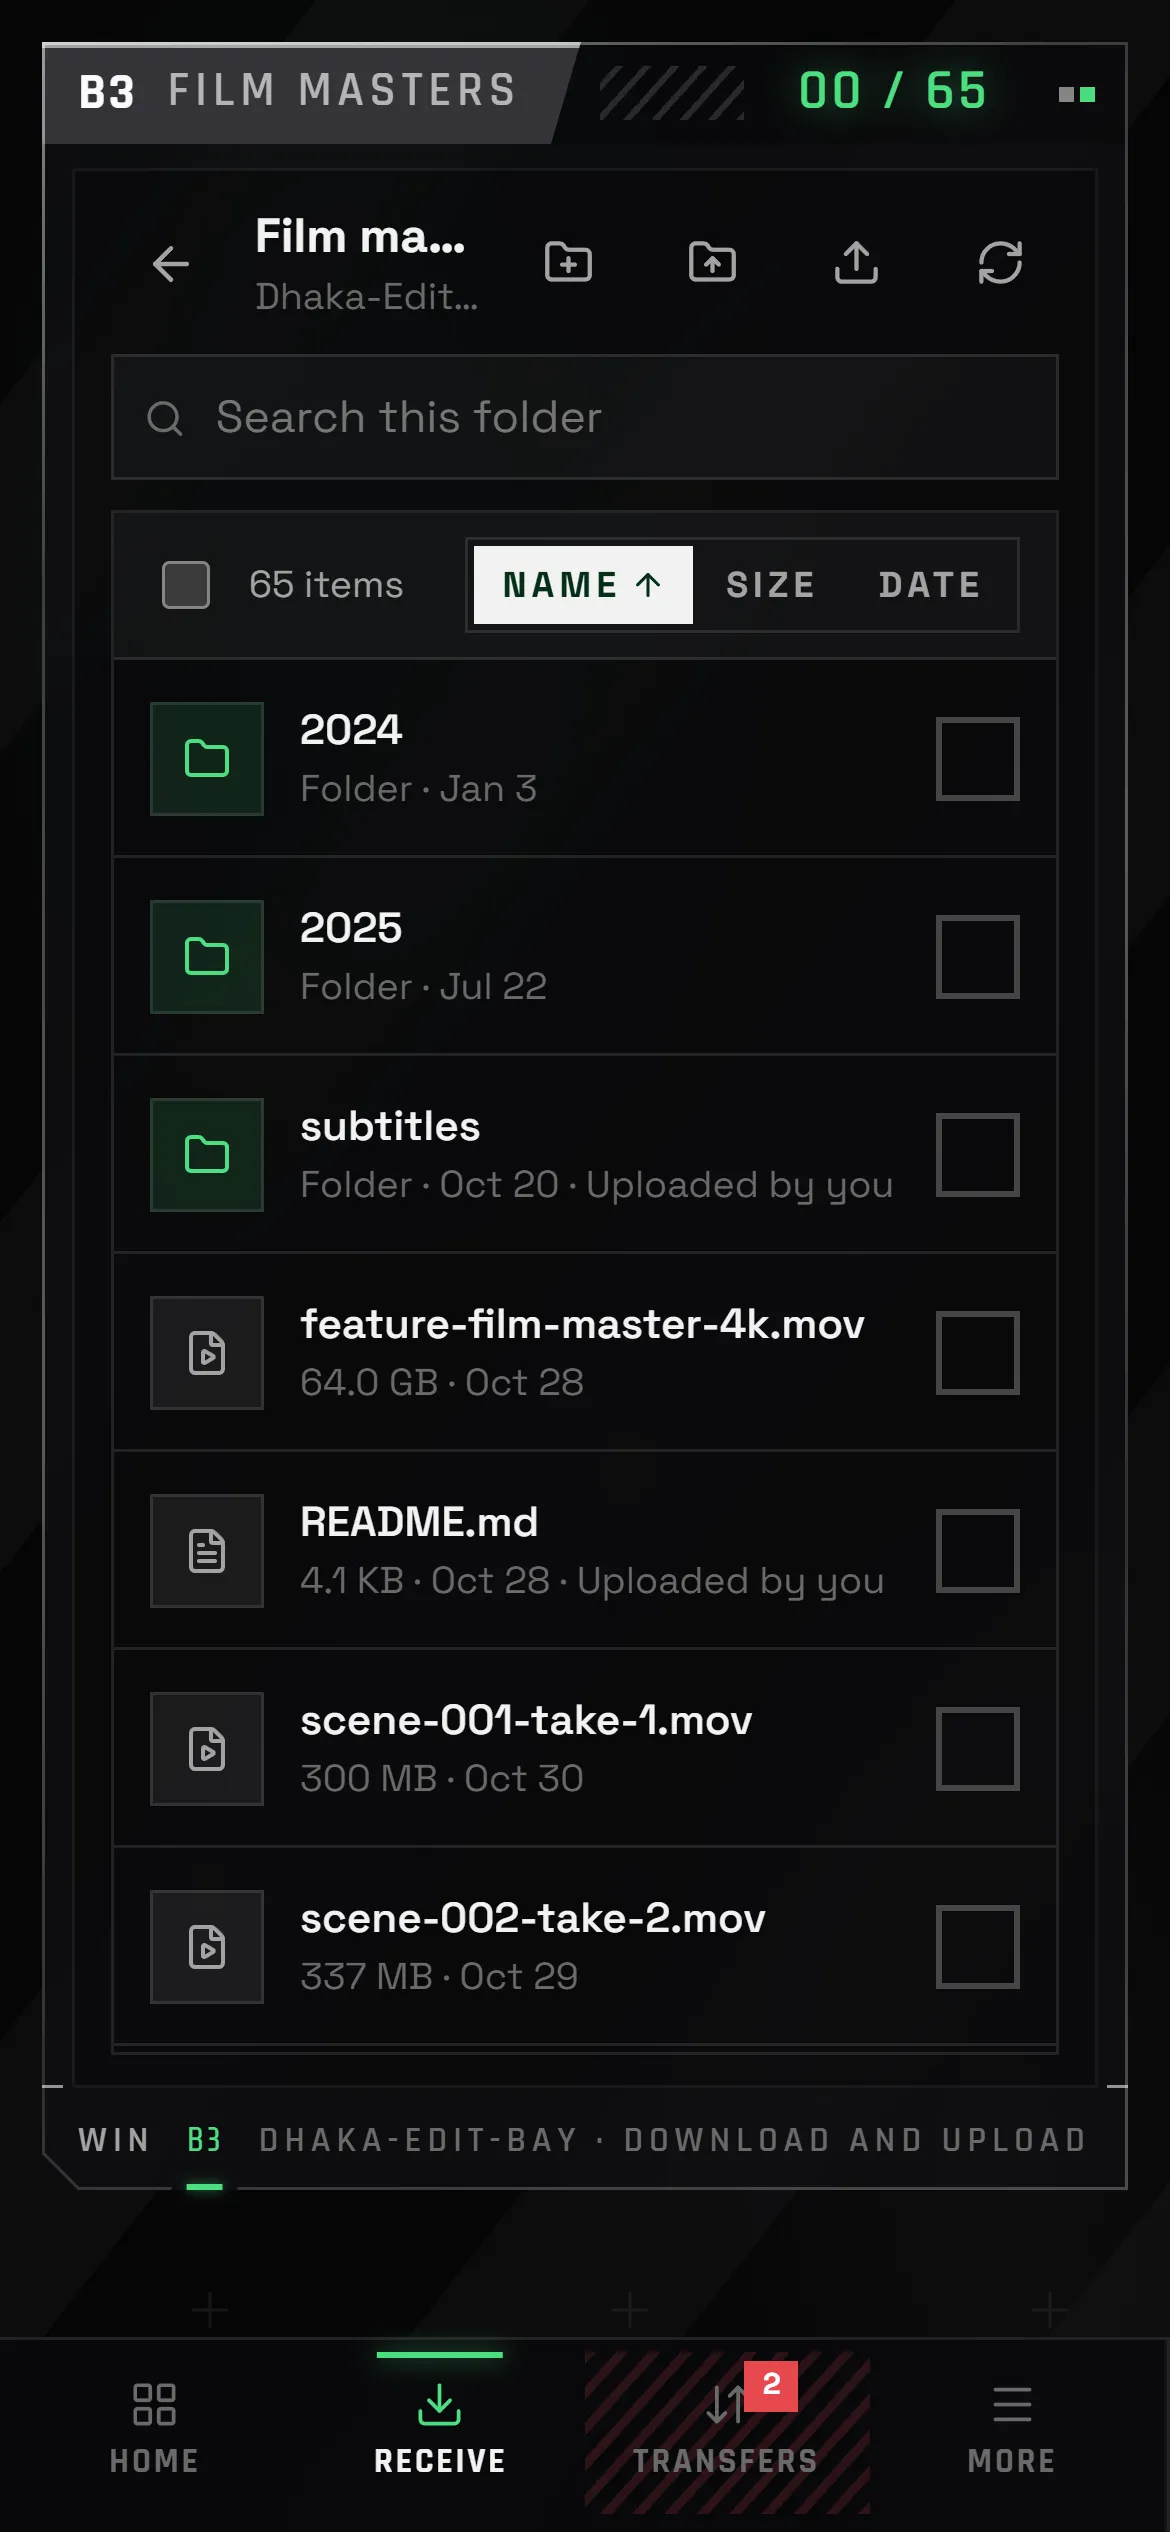 B3 FILM MASTERS 00 / 65
Film ma...
Dhaka-Edit...
Search this folder
65 items NAME ↑ SIZE DATE
2024
Folder · Jan 3
2025
Folder · Jul 22
subtitles
Folder · Oct 20 · Uploaded by you
feature-film-master-4k.mov
64.0 GB · Oct 28
README.md
4.1 KB · Oct 28 · Uploaded by you
scene-001-take-1.mov
300 MB · Oct 30
scene-002-take-2.mov
337 MB · Oct 29
WIN B3 DHAKA-EDIT-BAY · DOWNLOAD AND UPLOAD
2
HOME RECEIVE TRANSFERS MORE